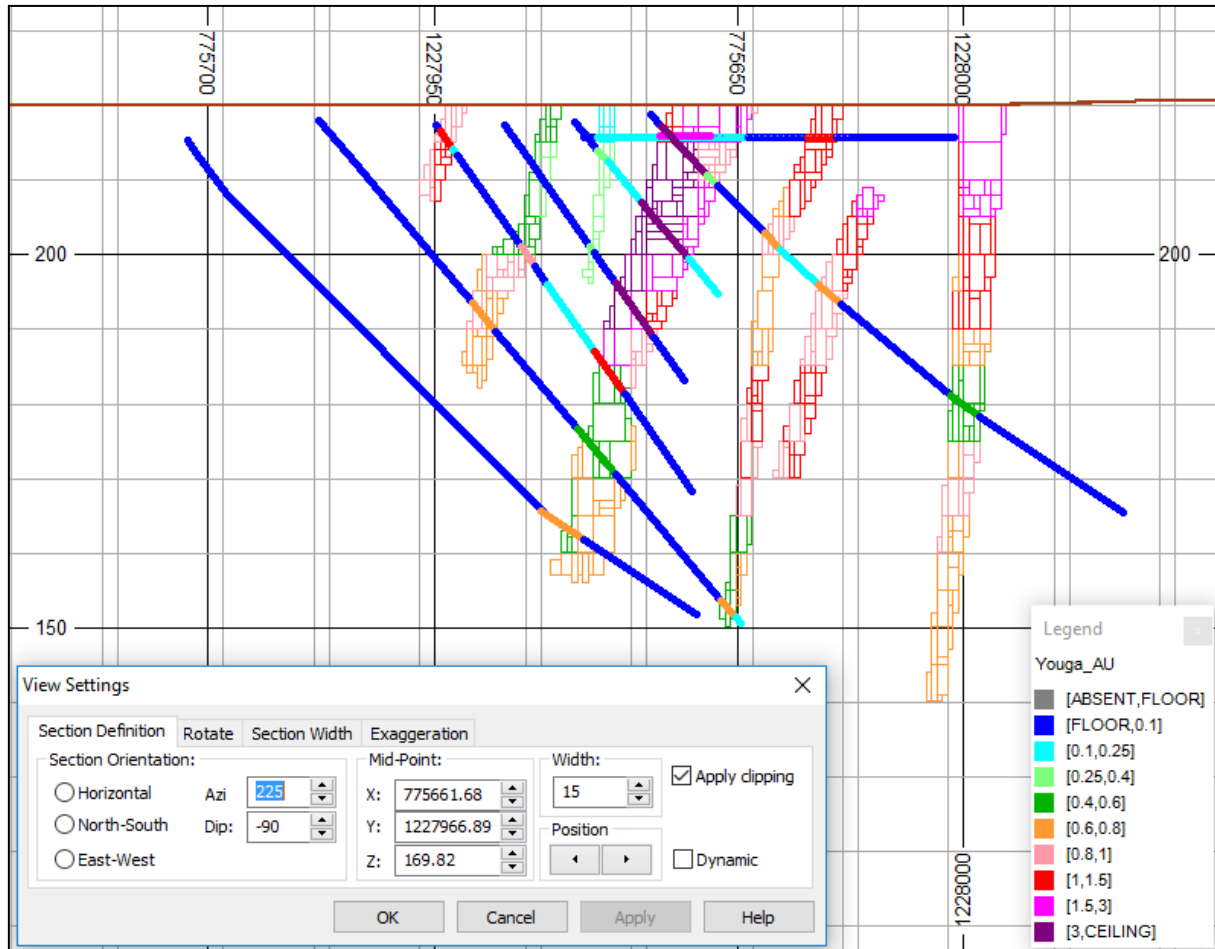 775700
1227950
775650
1228000
200
200
150
View Settings
Section Definition
Rotate
Section Width
Exaggeration
Section Orientation:
Horizontal
North-South
East-West
Azi
225
Dip:
-90
Mid-Point:
X:
775661.68
Y:
1227966.89
Z:
169.82
Width:
15
Position
Apply clipping
Dynamic
OK
Cancel
Apply
Help
1228000
Legend
x
Youga_AU
[ABSENT,FLOOR]
[FLOOR,0.1]
[0.1,0.25]
[0.25,0.4]
[0.4,0.6]
[0.6,0.8]
[0.8,1]
[1,1.5]
[1.5,3]
[3,CEILING]